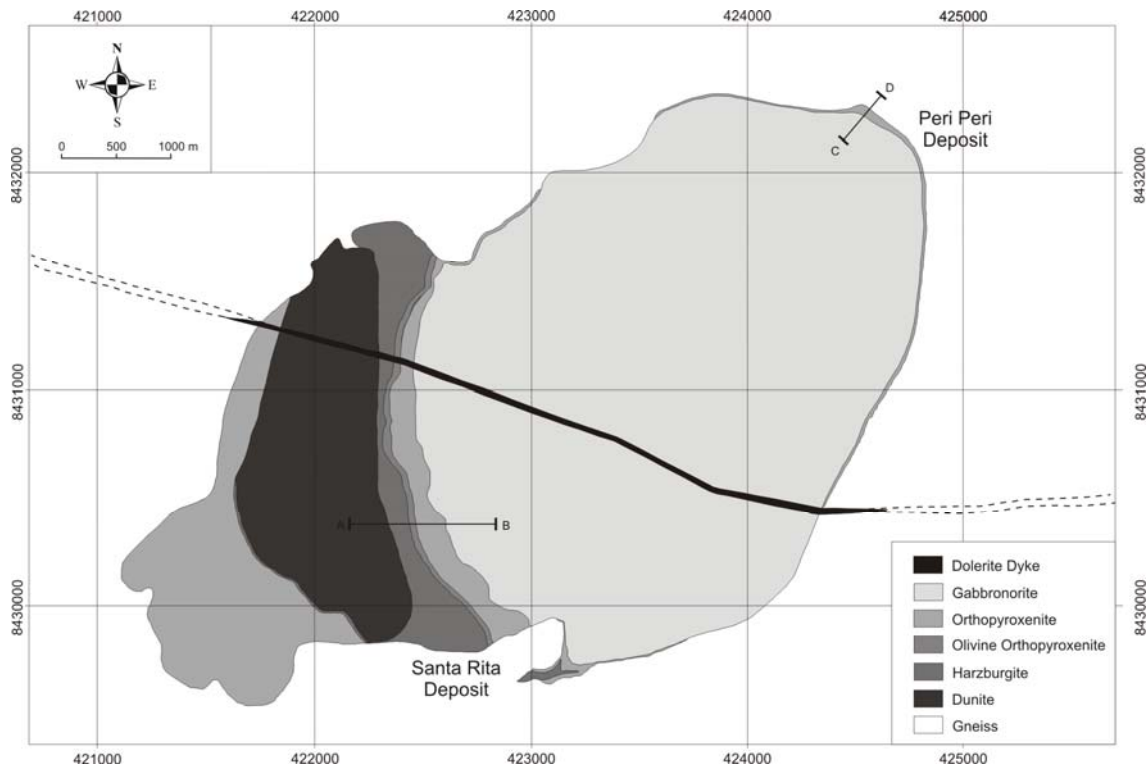 421000 422000 423000 424000 425000
N
W E
S
0 500 1000 m
D
C
Peri Peri
Deposit
8432000 8432000
8431000 8431000
A B
8430000 8430000
Santa Rita
Deposit
Dolerite Dyke
Gabbronorite
Orthopyroxenite
Olivine Orthopyroxenite
Harzburgite
Dunite
Gneiss
421000 422000 423000 424000 425000